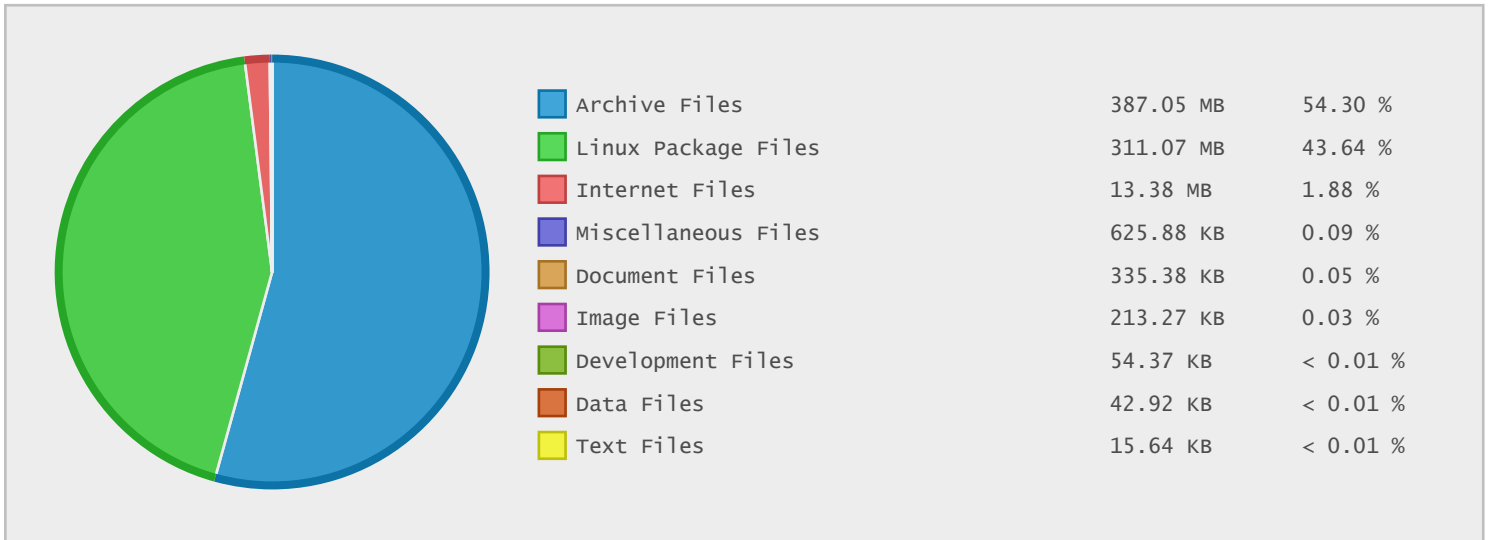 Archive Files 387.05 MB 54.30 %
Linux Package Files 311.07 MB 43.64 %
Internet Files 13.38 MB 1.88 %
Miscellaneous Files 625.88 KB 0.09 %
Document Files 335.38 KB 0.05 %
Image Files 213.27 KB 0.03 %
Development Files 54.37 KB < 0.01 %
Data Files 42.92 KB < 0.01 %
Text Files 15.64 KB < 0.01 %